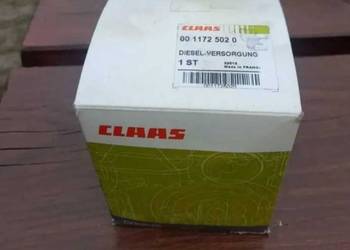 CLAAS
00 1172 502 0
DIESEL-VERSORGUNG
1 ST
Made in FRANCE
CLAAS